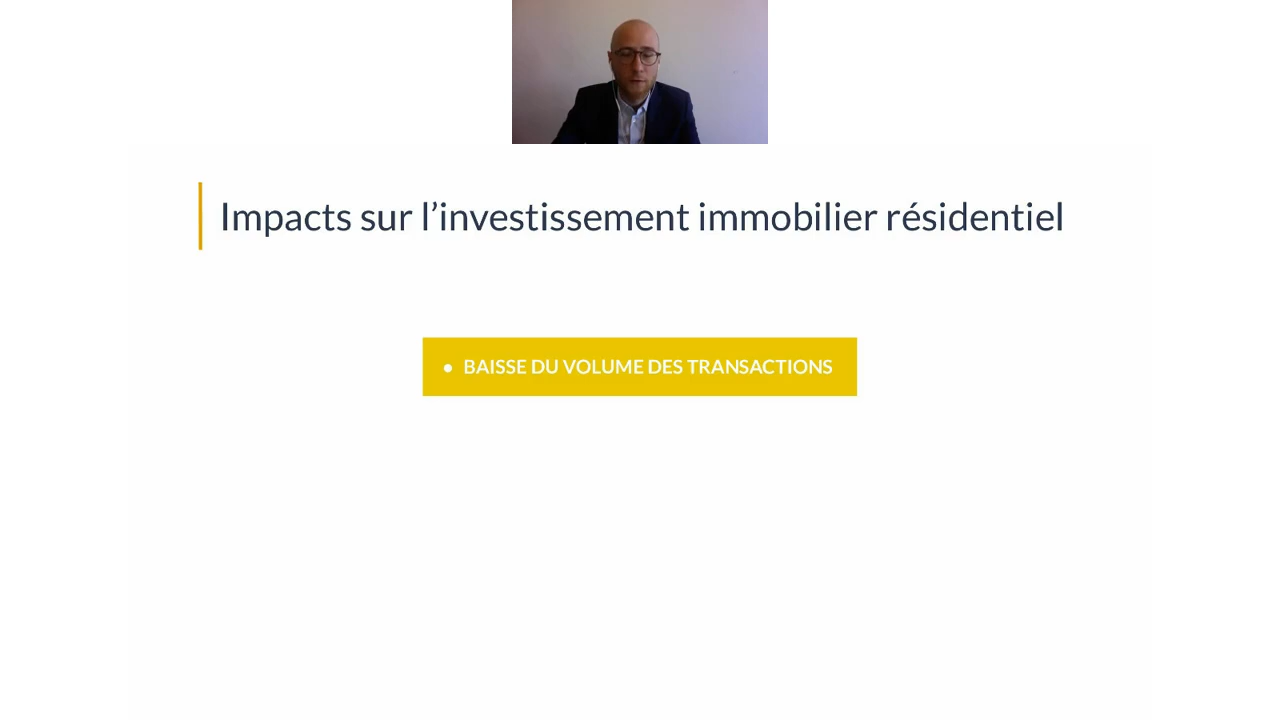 Impacts sur l’investissement immobilier résidentiel
• BAISSE DU VOLUME DES TRANSACTIONS